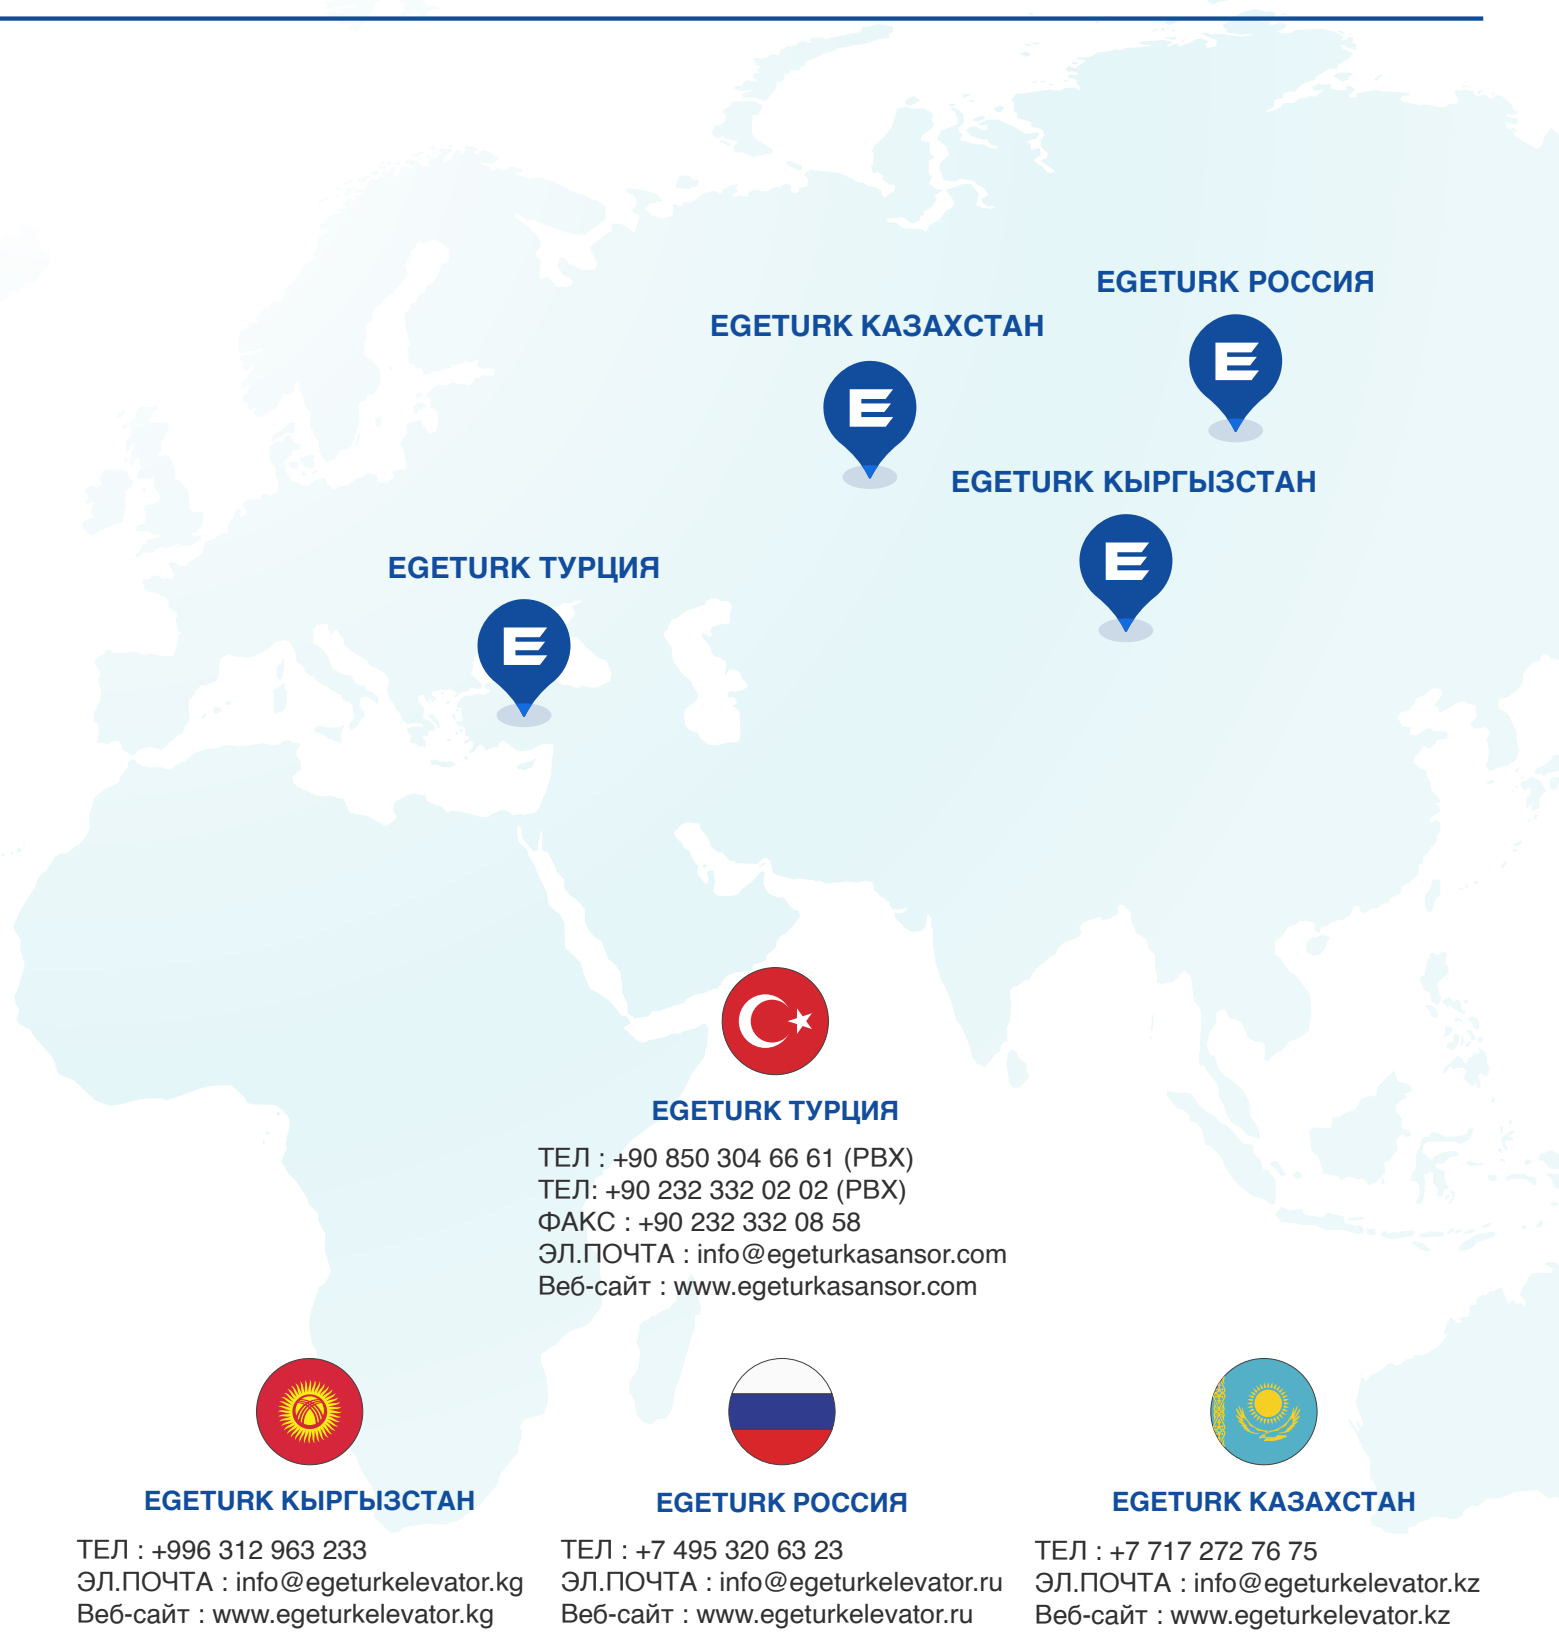 EGETURK РОССИЯ
EGETURK КАЗАХСТАН
EGETURK КЫРГЫЗСТАН
EGETURK ТУРЦИЯ
EGETURK ТУРЦИЯ
ТЕЛ : +90 850 304 66 61 (PBX)
ТЕЛ: +90 232 332 02 02 (PBX)
ФАКС : +90 232 332 08 58
ЭЛ.ПОЧТА : info@egeturkasansor.com
Веб-сайт : www.egeturkasansor.com
EGETURK КЫРГЫЗСТАН
ТЕЛ : +996 312 963 233
ЭЛ.ПОЧТА : info@egeturkelevator.kg
Веб-сайт : www.egeturkelevator.kg
EGETURK РОССИЯ
ТЕЛ : +7 495 320 63 23
ЭЛ.ПОЧТА : info@egeturkelevator.ru
Веб-сайт : www.egeturkelevator.ru
EGETURK КАЗАХСТАН
ТЕЛ : +7 717 272 76 75
ЭЛ.ПОЧТА : info@egeturkelevator.kz
Веб-сайт : www.egeturkelevator.kz